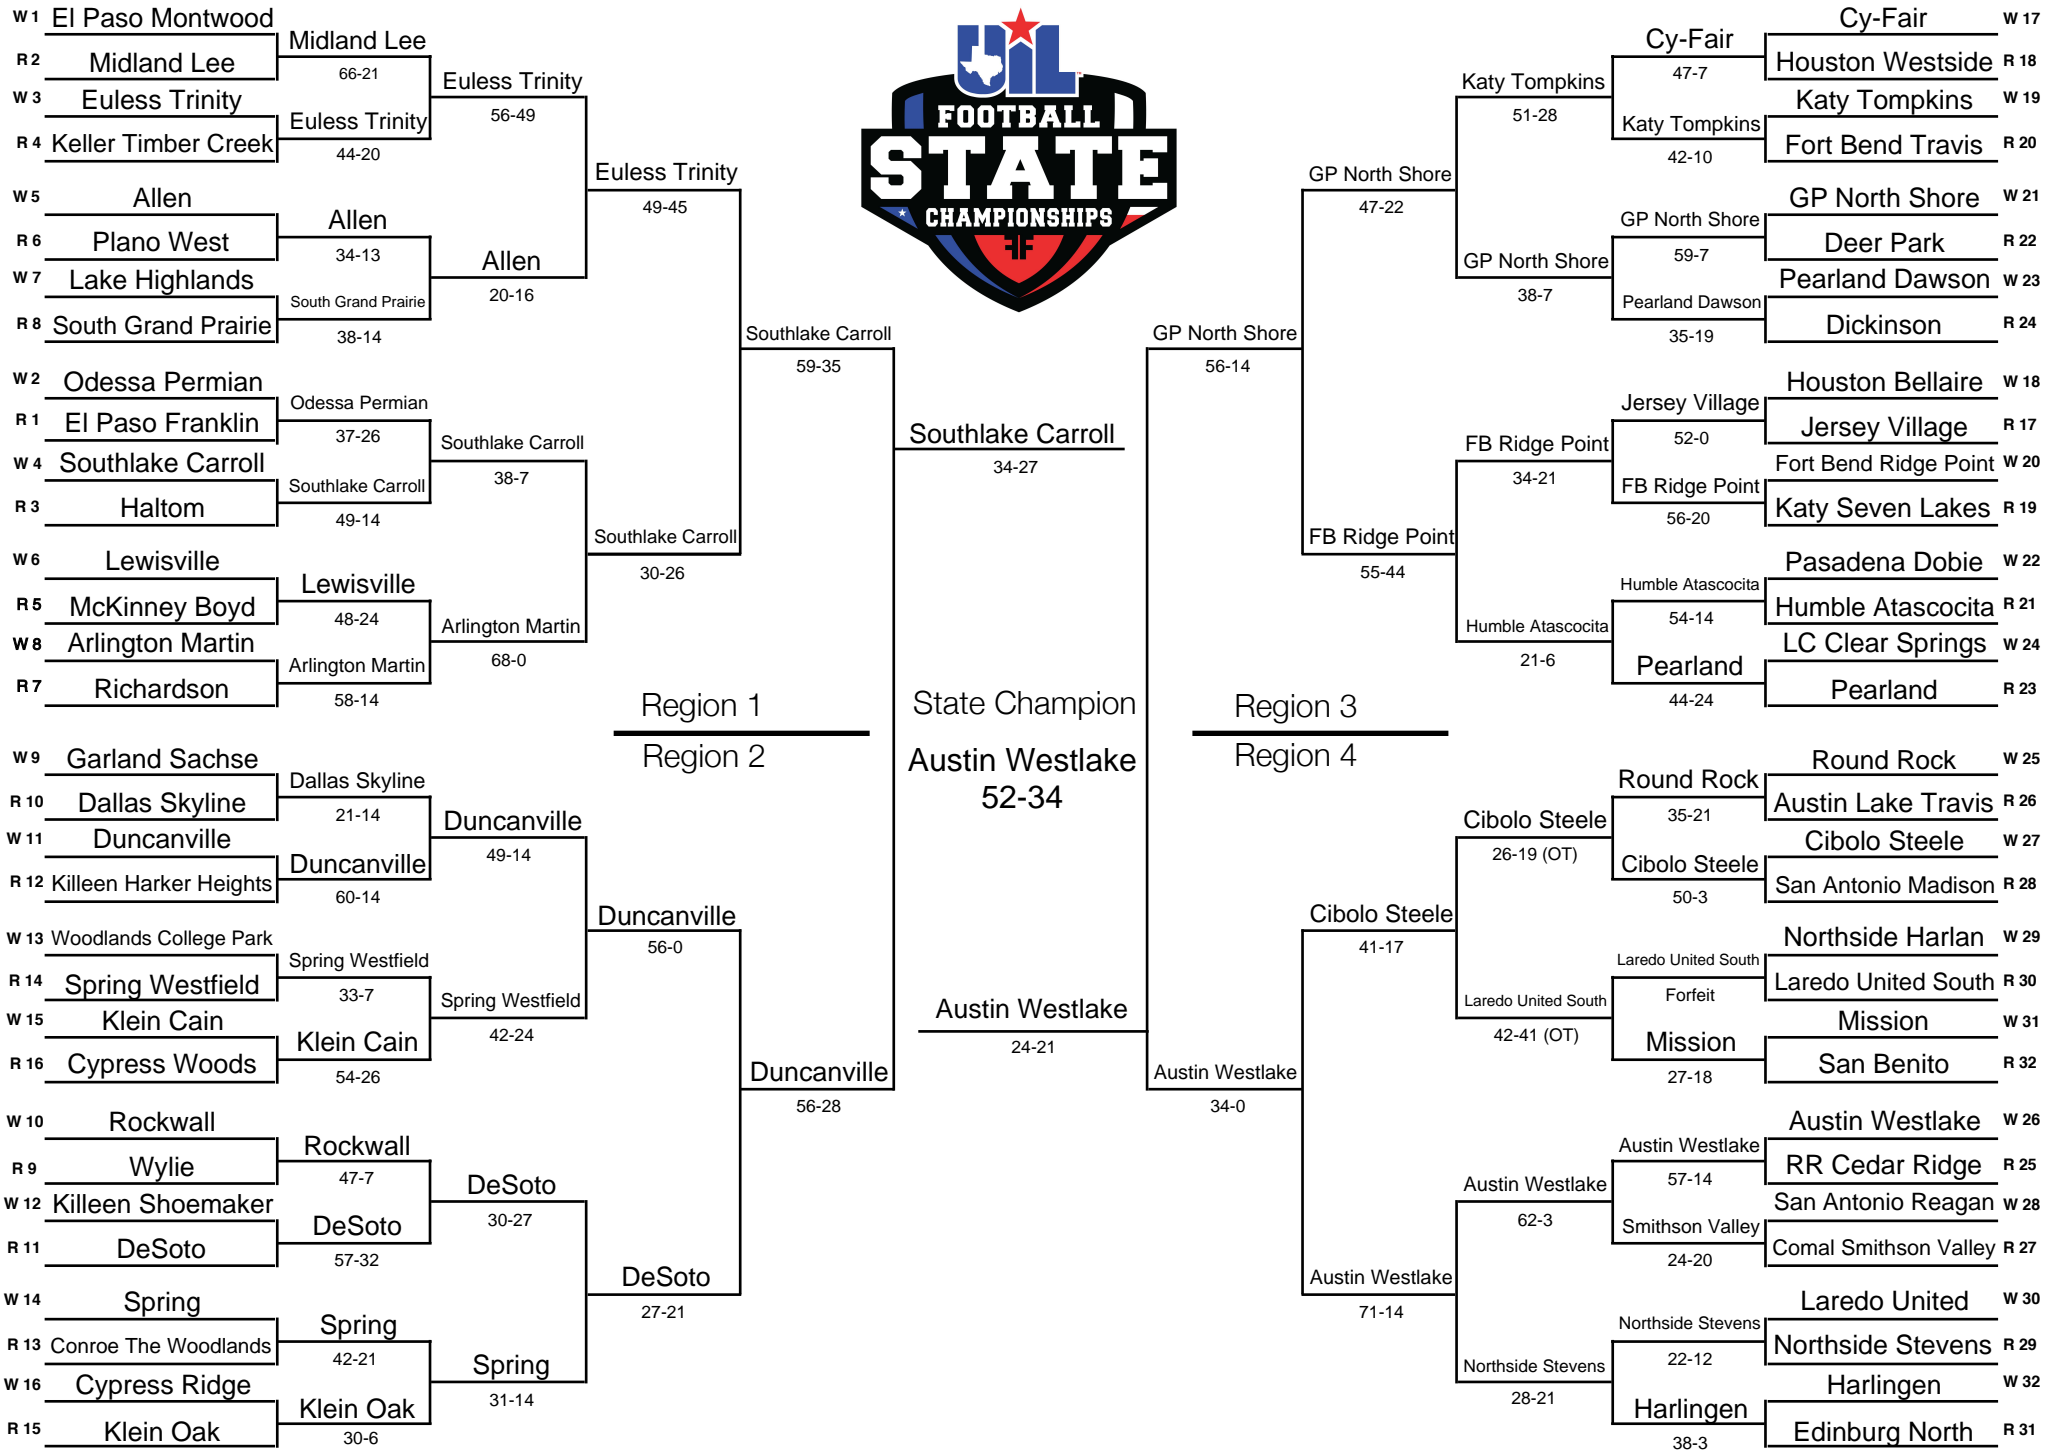 W 1 El Paso Montwood
R 2 Midland Lee
W 3 Euless Trinity
R 4 Keller Timber Creek
W 5 Allen
R 6 Plano West
W 7 Lake Highlands
R 8 South Grand Prairie
W 2 Odessa Permian
R 1 El Paso Franklin
W 4 Southlake Carroll
R 3 Haltom
W 6 Lewisville
R 5 McKinney Boyd
W 8 Arlington Martin
R 7 Richardson
W 9 Garland Sachse
R 10 Dallas Skyline
W 11 Duncanville
R 12 Killeen Harker Heights
W 13 Woodlands College Park
R 14 Spring Westfield
W 15 Klein Cain
R 16 Cypress Woods
W 10 Rockwall
R 9 Wylie
W 12 Killeen Shoemaker
R 11 DeSoto
W 14 Spring
R 13 Conroe The Woodlands
W 16 Cypress Ridge
R 15 Klein Oak
Midland Lee
66-21
Euless Trinity
44-20
Allen
34-13
South Grand Prairie
38-14
Odessa Permian
37-26
Southlake Carroll
49-14
Lewisville
48-24
Arlington Martin
58-14
Dallas Skyline
21-14
Duncanville
60-14
Spring Westfield
33-7
Klein Cain
54-26
Rockwall
47-7
DeSoto
57-32
Spring
42-21
Klein Oak
30-6
Euless Trinity
56-49
Allen
20-16
Southlake Carroll
38-7
Arlington Martin
68-0
Duncanville
49-14
Spring Westfield
42-24
DeSoto
30-27
Spring
31-14
Euless Trinity
49-45
Southlake Carroll
30-26
Duncanville
56-0
DeSoto
27-21
Southlake Carroll
59-35
Duncanville
56-28
Region 1
Region 2
UIL
FOOTBALL
STATE
CHAMPIONSHIPS
Southlake Carroll
34-27
State Champion
Austin Westlake
52-34
Austin Westlake
24-21
Region 3
Region 4
GP North Shore
56-14
Austin Westlake
34-0
GP North Shore
47-22
FB Ridge Point
55-44
Cibolo Steele
41-17
Austin Westlake
71-14
Katy Tompkins
51-28
GP North Shore
38-7
FB Ridge Point
34-21
Humble Atascocita
21-6
Cibolo Steele
26-19 (OT)
Laredo United South
42-41 (OT)
Austin Westlake
62-3
Northside Stevens
28-21
Cy-Fair
47-7
Katy Tompkins
42-10
GP North Shore
59-7
Pearland Dawson
35-19
Jersey Village
52-0
FB Ridge Point
56-20
Humble Atascocita
54-14
Pearland
44-24
Round Rock
35-21
Cibolo Steele
50-3
Laredo United South
Forfeit
Mission
27-18
Austin Westlake
57-14
Smithson Valley
24-20
Northside Stevens
22-12
Harlingen
38-3
Cy-Fair W 17
Houston Westside R 18
Katy Tompkins W 19
Fort Bend Travis R 20
GP North Shore W 21
Deer Park R 22
Pearland Dawson W 23
Dickinson R 24
Houston Bellaire W 18
Jersey Village R 17
Fort Bend Ridge Point W 20
Katy Seven Lakes R 19
Pasadena Dobie W 22
Humble Atascocita R 21
LC Clear Springs W 24
Pearland R 23
Round Rock W 25
Austin Lake Travis R 26
Cibolo Steele W 27
San Antonio Madison R 28
Northside Harlan W 29
Laredo United South R 30
Mission W 31
San Benito R 32
Austin Westlake W 26
RR Cedar Ridge R 25
San Antonio Reagan W 28
Comal Smithson Valley R 27
Laredo United W 30
Northside Stevens R 29
Harlingen W 32
Edinburg North R 31